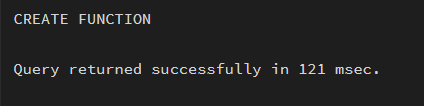 CREATE FUNCTION
Query returned successfully in 121 msec.